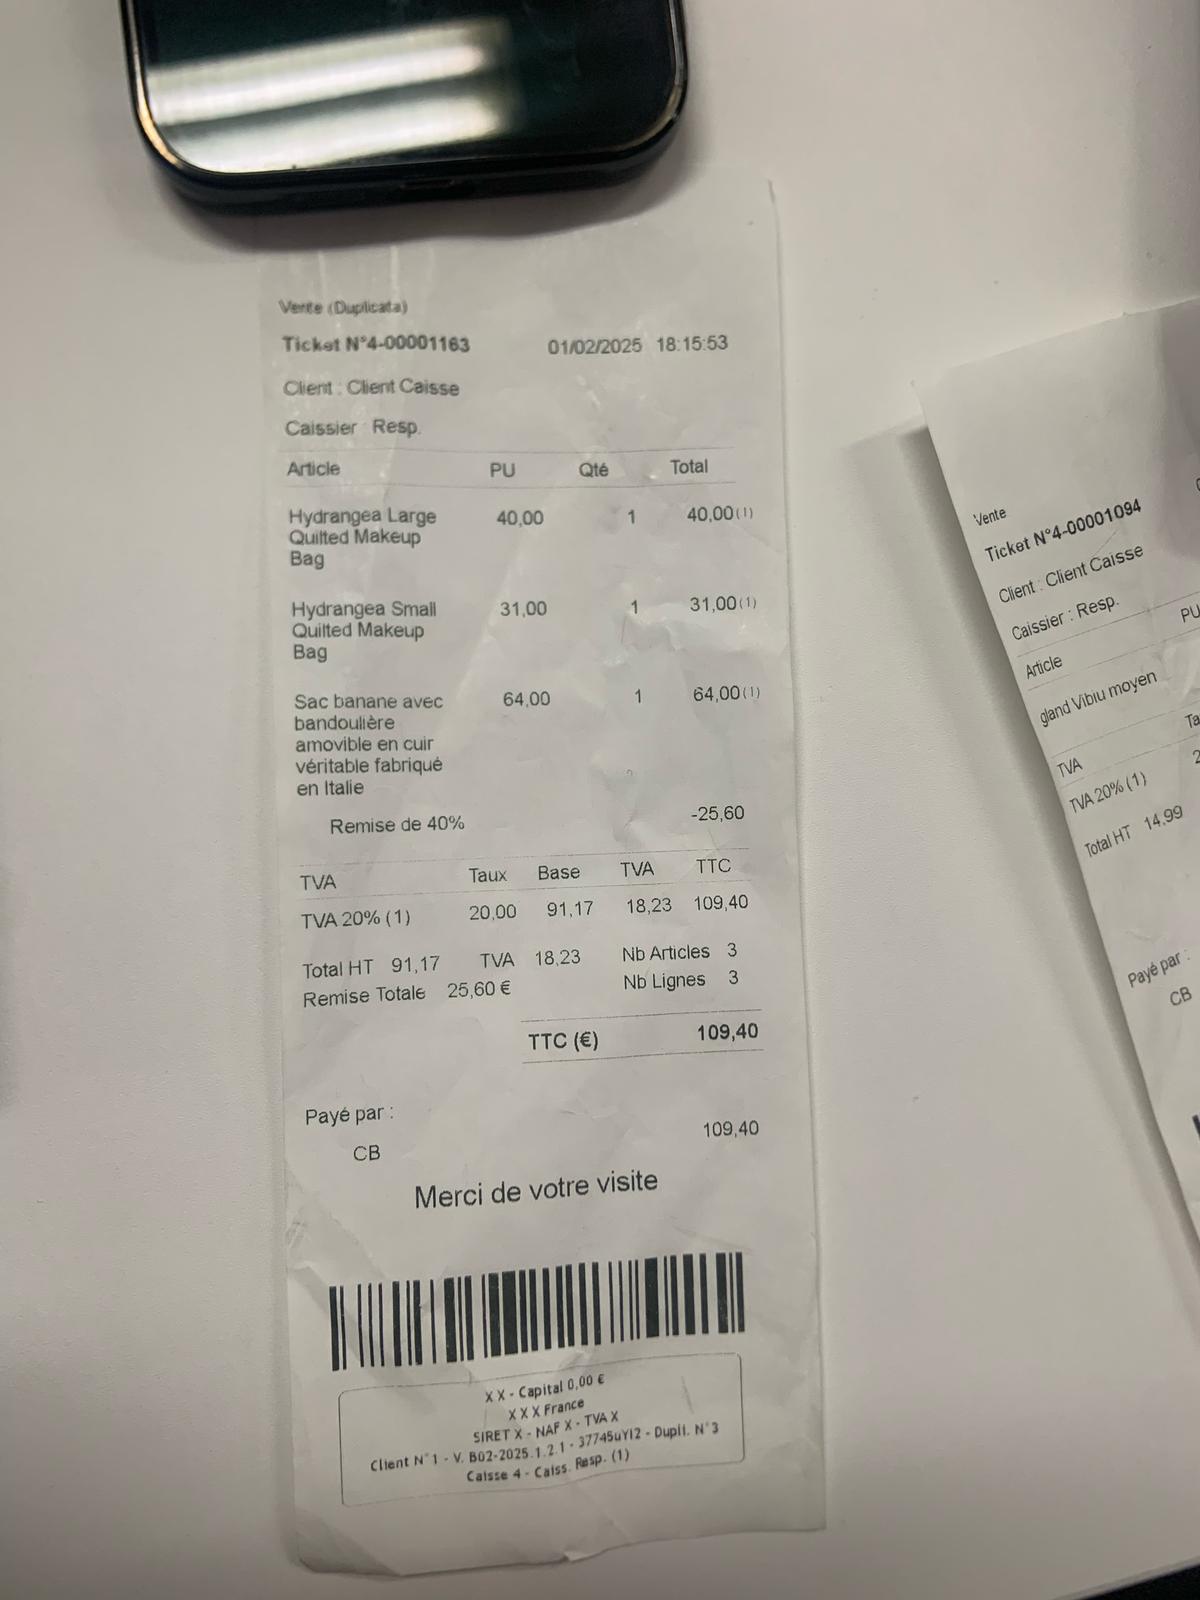 Vente (Duplicata)
Ticket N°4-00001163 01/02/2025 18:15:53
Client : Client Caisse
Caissier : Resp.
Article PU Qté Total
Hydrangea Large 40,00 1 40,00(1)
Quilted Makeup
Bag
Hydrangea Small 31,00 1 31,00(1)
Quilted Makeup
Bag
Sac banane avec 64,00 1 64,00(1)
bandoulière
amovible en cuir
véritable fabriqué
en Italie
Remise de 40% -25,60
TVA Taux Base TVA TTC
TVA 20% (1) 20,00 91,17 18,23 109,40
Total HT 91,17 TVA 18,23 Nb Articles 3
Remise Totale 25,60 € Nb Lignes 3
TTC (€) 109,40
Payé par :
CB 109,40
Merci de votre visite
X X - Capital 0,00 €
X X X France
SIRET X - NAF X - TVA X
Client N°1 - V. B02-2025.1.2.1 - 37745uYI2 - Dupli. N°3
Caisse 4 - Caiss. Resp. (1)
Vente
Ticket N°4-00001094
Client : Client Caisse
Caissier : Resp.
Article PU
gland Vibiu moyen
TVA
TVA 20% (1)
Total HT 14,99
Payé par :
CB